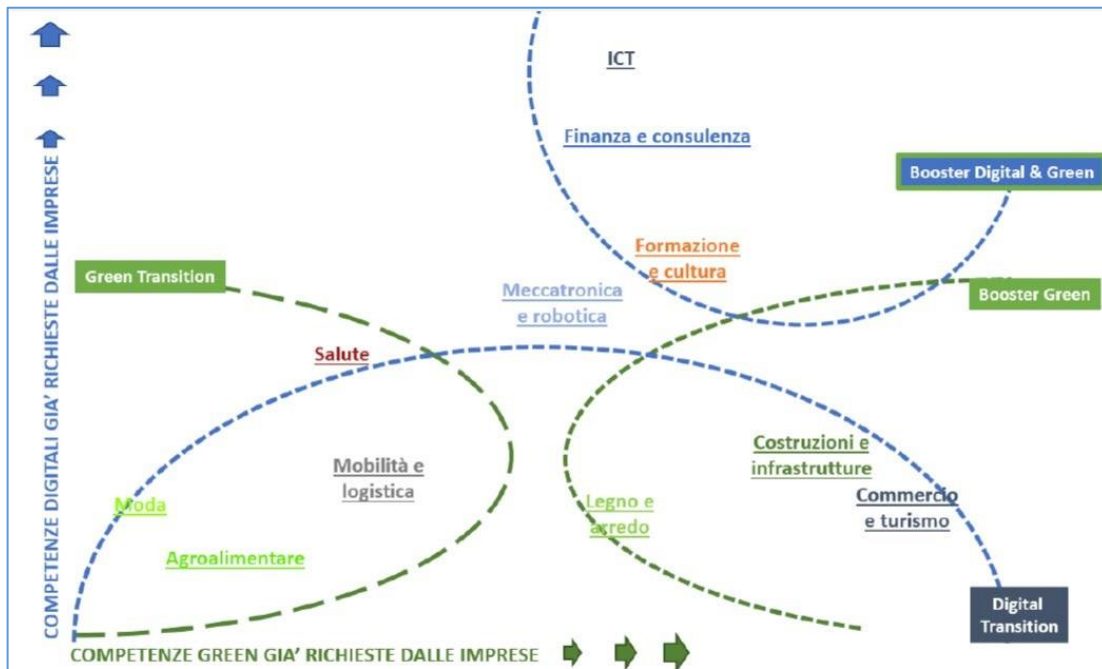 ICT
Finanza e consulenza
Booster Digital & Green
Formazione
e cultura
Green Transition
Meccatronica
e robotica
Booster Green
Salute
Costruzioni e
infrastrutture
Mobilità e
logistica
Commercio
e turismo
Moda
Legno e
arredo
Agroalimentare
Digital
Transition
COMPETENZE DIGITALI GIA' RICHIESTE DALLE IMPRESE
COMPETENZE GREEN GIA' RICHIESTE DALLE IMPRESE